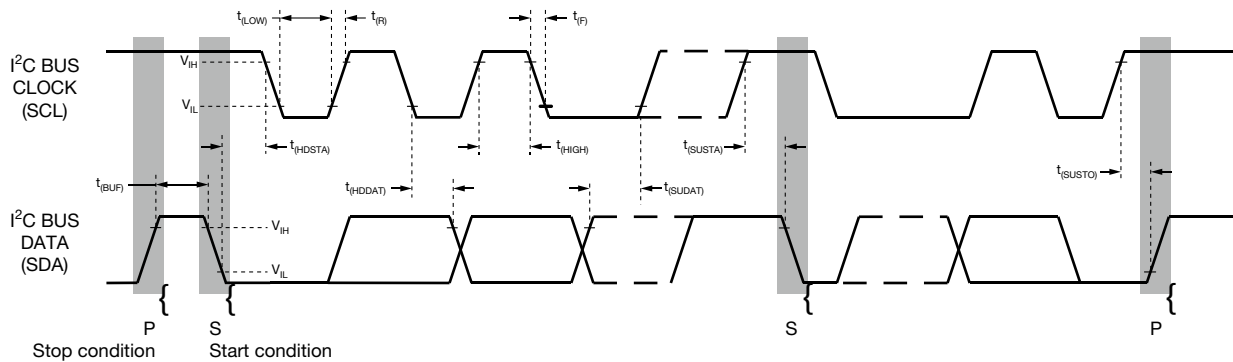 t(LOW)
t(R)
t(F)
I²C BUS
CLOCK
(SCL)
VIH
VIL
t(HDSTA)
t(HIGH)
t(SUSTA)
t(BUF)
t(HDDAT)
t(SUDAT)
t(SUSTO)
I²C BUS
DATA
(SDA)
VIH
VIL
{ { { {
P S S P
Stop condition Start condition